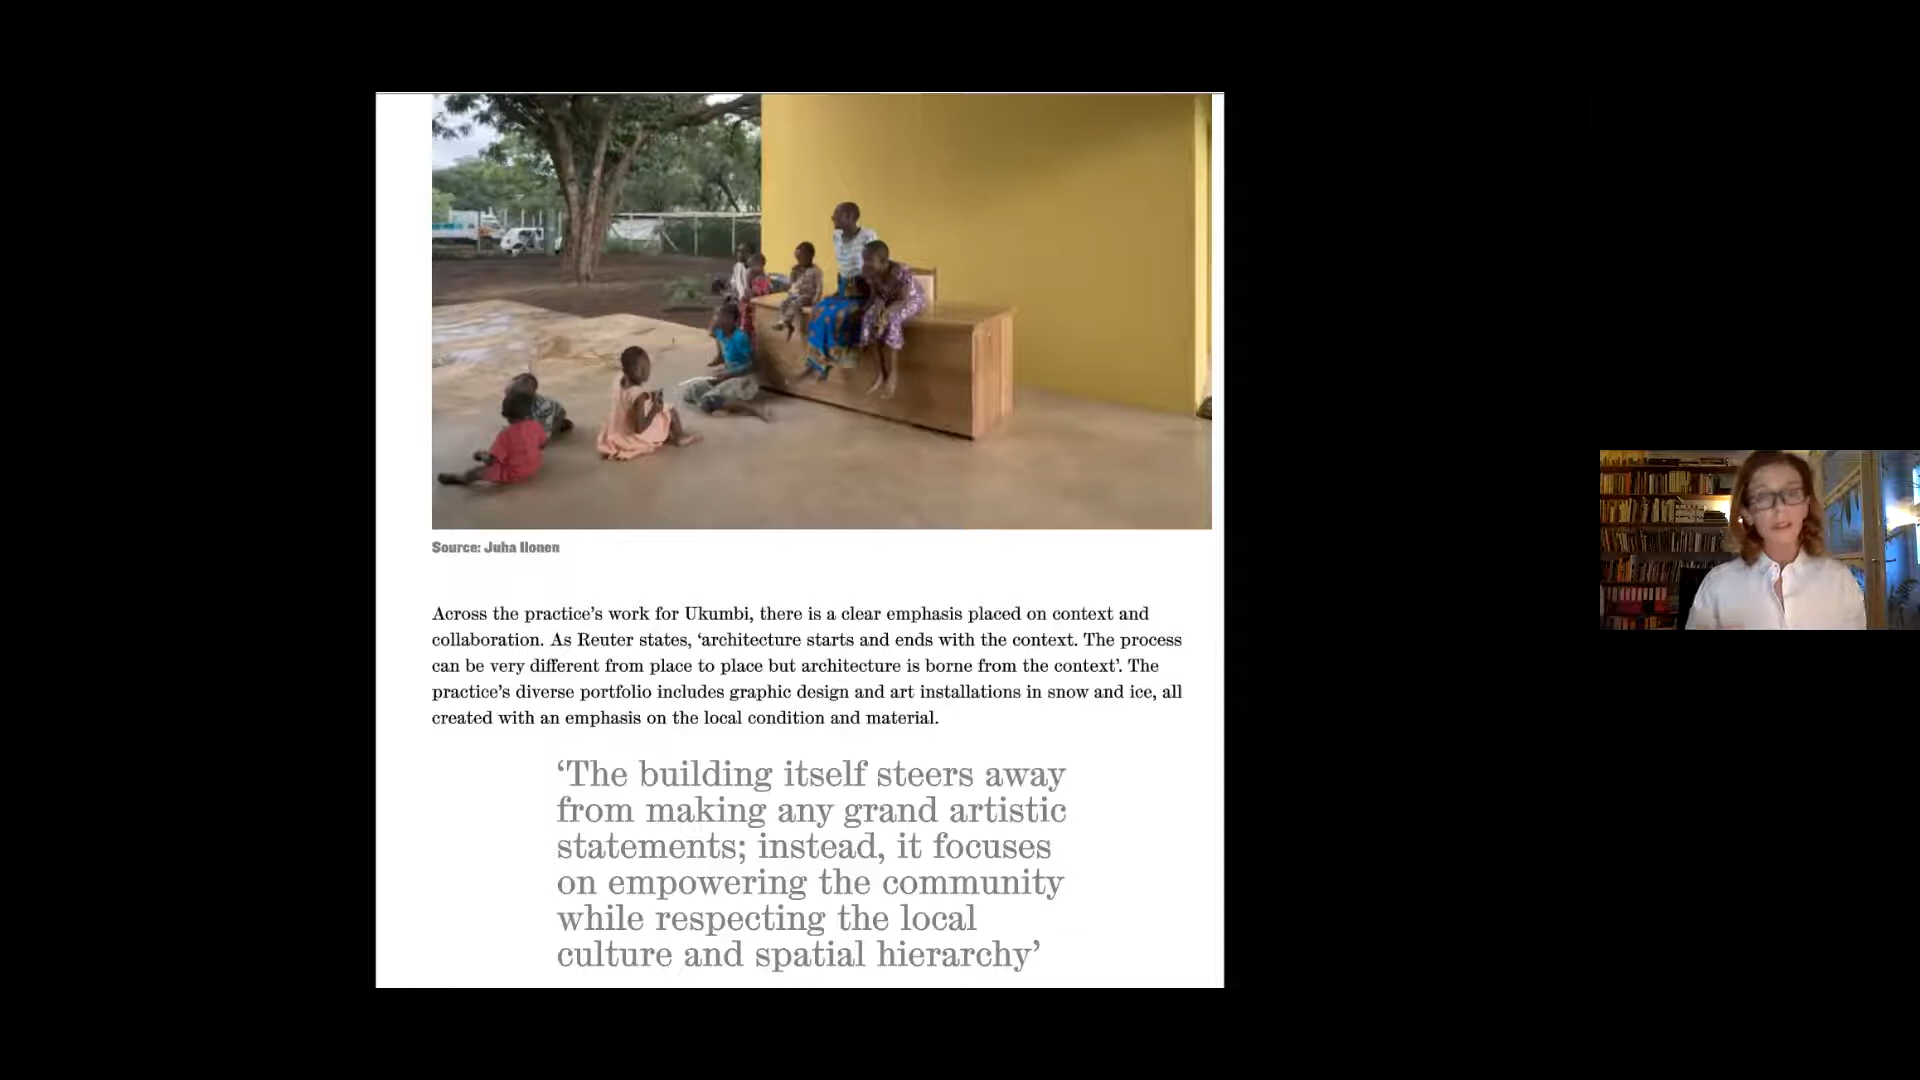 Source: Juha Ilonen
Across the practice’s work for Ukumbi, there is a clear emphasis placed on context and
collaboration. As Reuter states, ‘architecture starts and ends with the context. The process
can be very different from place to place but architecture is borne from the context’. The
practice’s diverse portfolio includes graphic design and art installations in snow and ice, all
created with an emphasis on the local condition and material.
‘The building itself steers away
from making any grand artistic
statements; instead, it focuses
on empowering the community
while respecting the local
culture and spatial hierarchy’